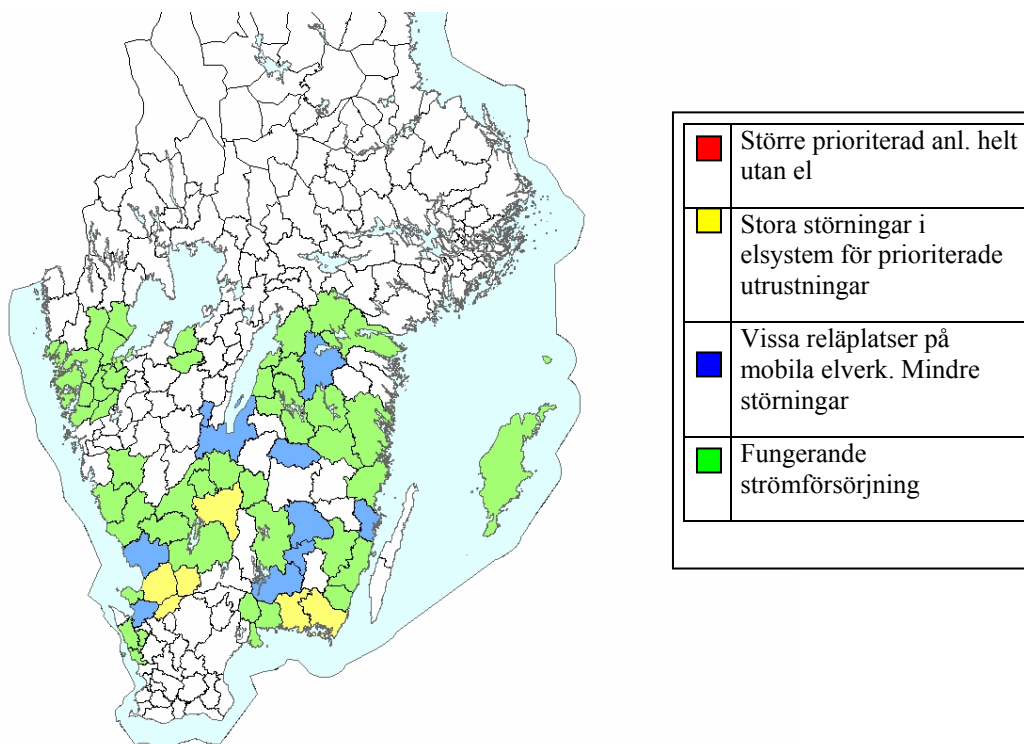 Större prioriterad anl. helt
utan el
Stora störningar i
elsystem för prioriterade
utrustningar
Vissa reläplatser på
mobila elverk. Mindre
störningar
Fungerande
strömförsörjning